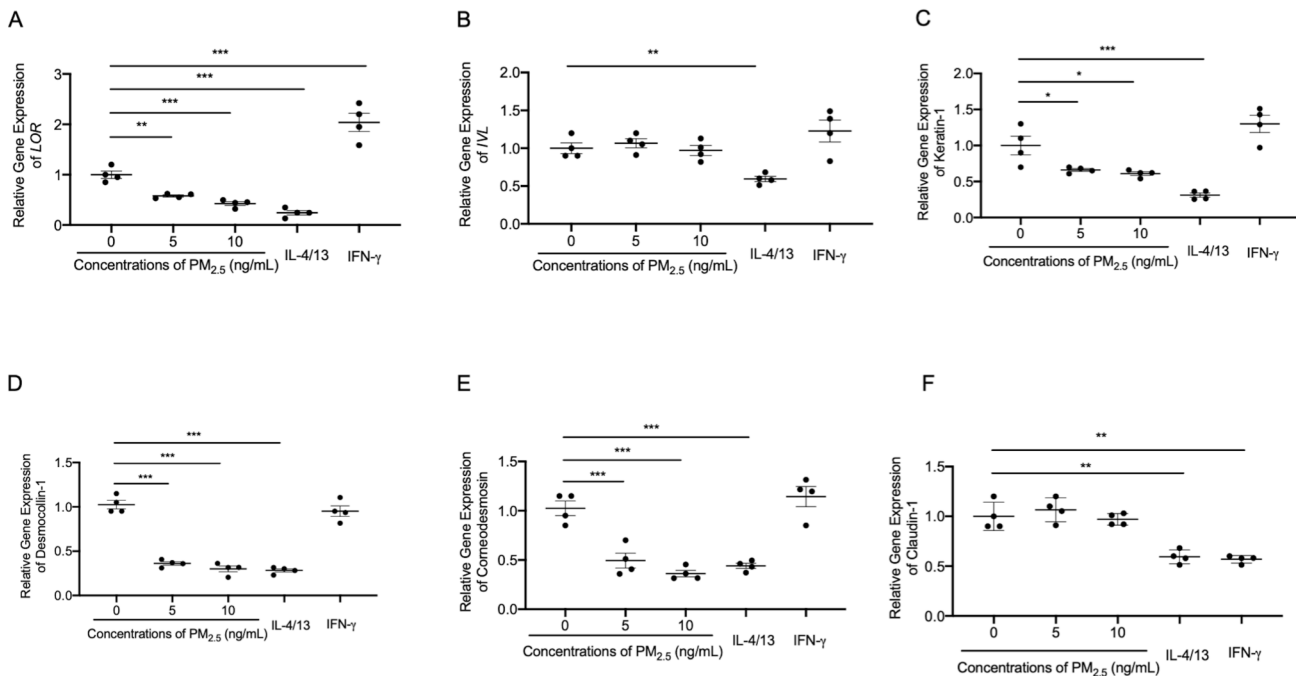 A
Relative Gene Expression
of LOR
3
2
1
0
***
***
***
**
0
5
10
IL-4/13
IFN-γ
Concentrations of PM2.5 (ng/mL)
B
Relative Gene Expression
of IVL
2.0
1.5
1.0
0.5
0.0
**
0
5
10
IL-4/13
IFN-γ
Concentrations of PM2.5 (ng/mL)
C
Relative Gene Expression
of Keratin-1
2.0
1.5
1.0
0.5
0.0
***
*
*
0
5
10
IL-4/13
IFN-γ
Concentrations of PM2.5 (ng/mL)
D
Relative Gene Expression
of Desmocollin-1
1.5
1.0
0.5
0.0
***
***
***
0
5
10
IL-4/13
IFN-γ
Concentrations of PM2.5 (ng/mL)
E
Relative Gene Expression
of Corneodesmosin
1.5
1.0
0.5
0.0
***
***
***
0
5
10
IL-4/13
IFN-γ
Concentrations of PM2.5 (ng/mL)
F
Relative Gene Expression
of Claudin-1
1.5
1.0
0.5
0.0
**
**
0
5
10
IL-4/13
IFN-γ
Concentrations of PM2.5 (ng/mL)